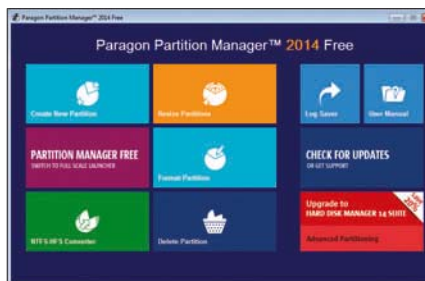 Paragon Partition Manager™ 2014 Free
Paragon Partition Manager™ 2014 Free
Create New Partition
Resize Partitions
Log Saver
User Manual
PARTITION MANAGER FREE
SWITCH TO FULL SCALE LAUNCHER
Format Partition
CHECK FOR UPDATES
OR GET SUPPORT
Upgrade to
HARD DISK MANAGER 14 SUITE
Save
20%
NTFS HFS Converter
Delete Partition
Advanced Partitioning